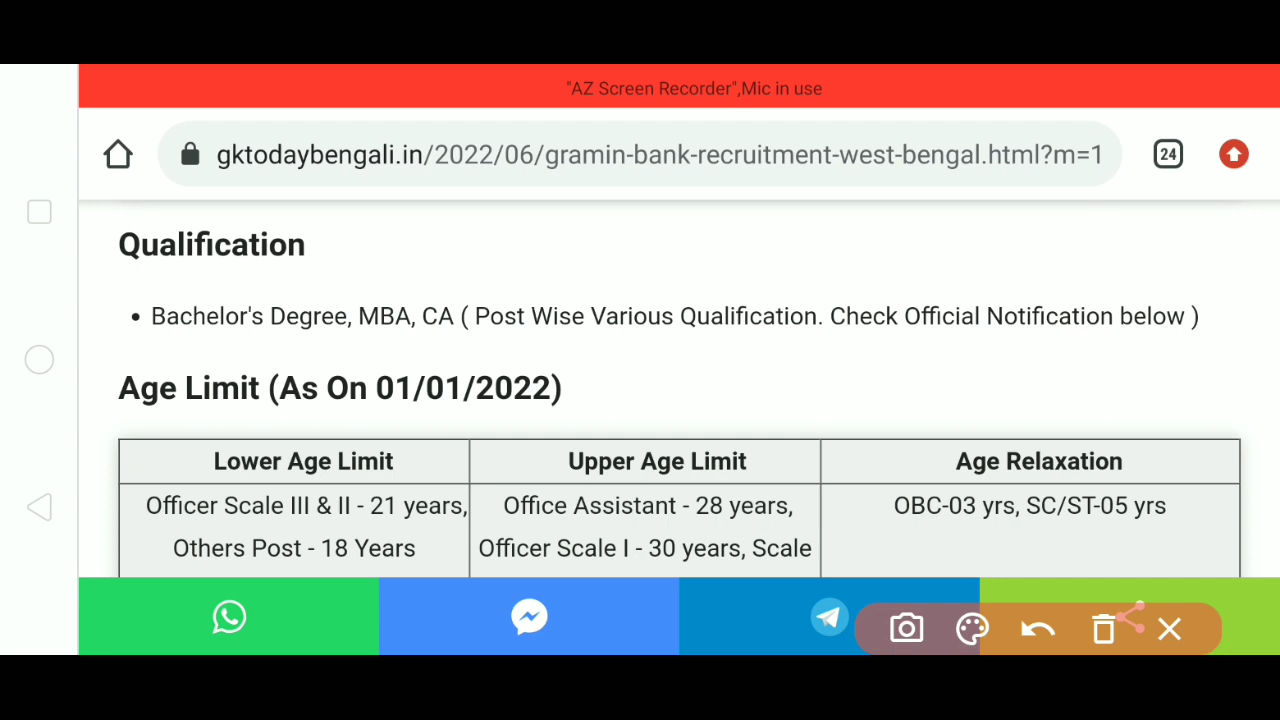 "AZ Screen Recorder",Mic in use
gktodaybengali.in/2022/06/gramin-bank-recruitment-west-bengal.html?m=1
24
Qualification
• Bachelor's Degree, MBA, CA ( Post Wise Various Qualification. Check Official Notification below )
Age Limit (As On 01/01/2022)
Lower Age Limit Upper Age Limit Age Relaxation
Officer Scale III & II - 21 years, Office Assistant - 28 years, OBC-03 yrs, SC/ST-05 yrs
Others Post - 18 Years Officer Scale I - 30 years, Scale